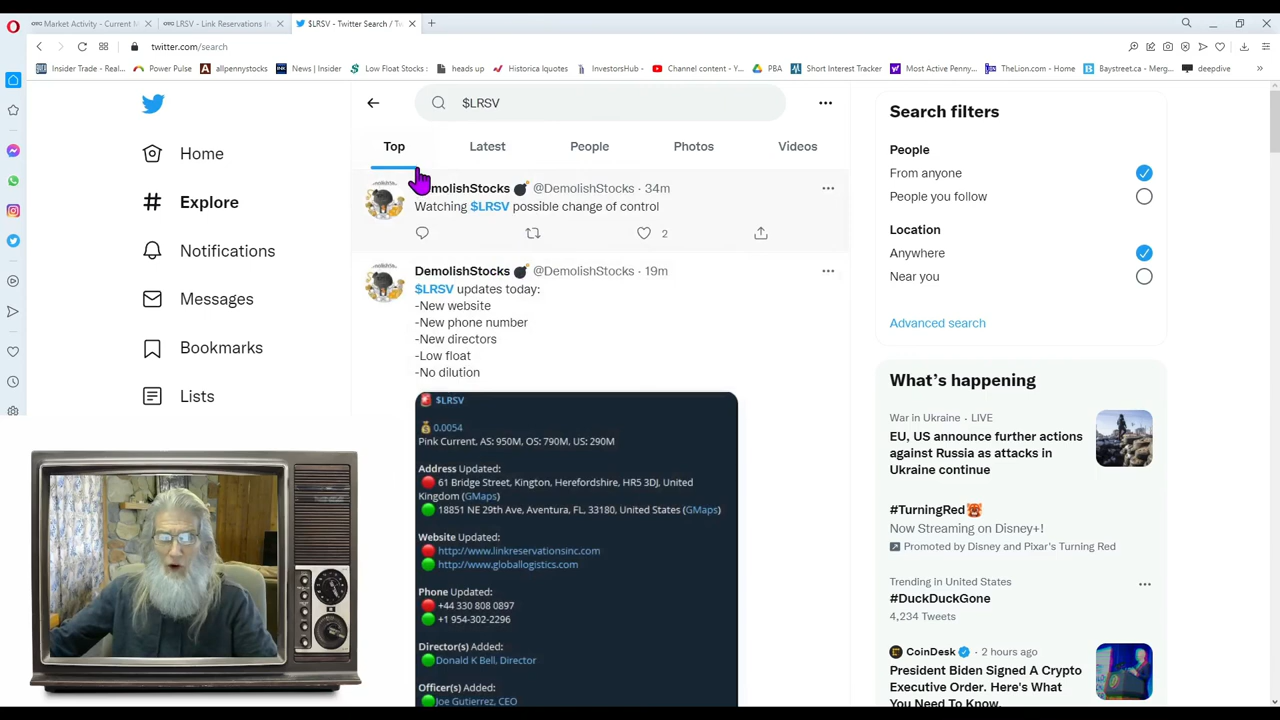 Market Activity - Current M
LRSV - Link Reservations In
$LRSV - Twitter Search / Tw
twitter.com/search
Insider Trade - Real...
Power Pulse
allpennystocks
News | Insider
Low Float Stocks :
heads up
Historica Iquotes
InvestorsHub -
Channel content - Y...
PBA
Short Interest Tracker
Most Active Penny...
TheLion.com - Home
Baystreet.ca - Merg...
deepdive
$LRSV
Top
Latest
People
Photos
Videos
Home
Explore
Notifications
Messages
Bookmarks
Lists
molishStocks 💣 @DemolishStocks · 34m
Watching $LRSV possible change of control
2
DemolishStocks 💣 @DemolishStocks · 19m
$LRSV updates today:
-New website
-New phone number
-New directors
-Low float
-No dilution
$LRSV
0.0054
Pink Current, AS: 950M, OS: 790M, US: 290M
Address Updated:
61 Bridge Street, Kington, Herefordshire, HR5 3DJ, United
Kingdom (GMaps)
18851 NE 29th Ave, Aventura, FL, 33180, United States (GMaps)
Website Updated:
http://www.linkreservationsinc.com
http://www.globallogistics.com
Phone Updated:
+44 330 808 0897
+1 954-302-2296
Director(s) Added:
Donald K Bell, Director
Officer(s) Added:
Joe Gutierrez, CEO
Search filters
People
From anyone
People you follow
Location
Anywhere
Near you
Advanced search
What's happening
War in Ukraine · LIVE
EU, US announce further actions
against Russia as attacks in
Ukraine continue
#TurningRed
Now Streaming on Disney+!
Promoted by Disney and Pixar's Turning Red
Trending in United States
#DuckDuckGone
4,234 Tweets
CoinDesk · 2 hours ago
President Biden Signed A Crypto
Executive Order. Here's What
You Need To Know.